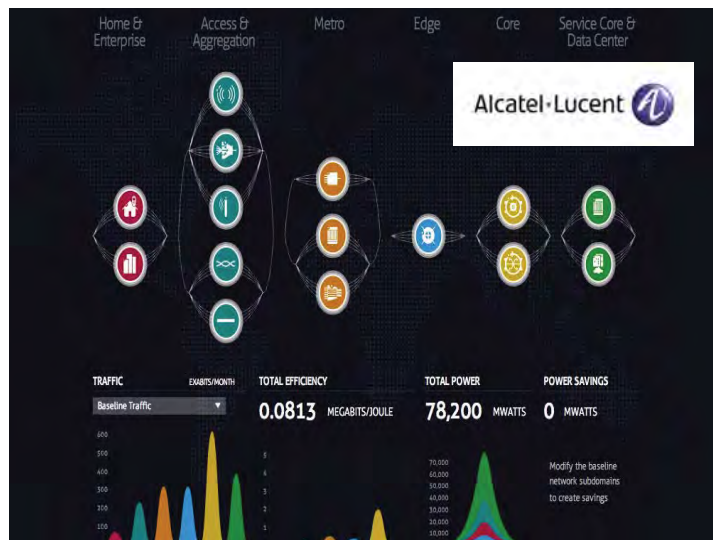 Home &
Enterprise
Access &
Aggregation
Metro
Edge
Core
Service Core &
Data Center
Alcatel·Lucent
TRAFFIC
EXABITS/MONTH
TOTAL EFFICIENCY
TOTAL POWER
POWER SAVINGS
Baseline Traffic
0.0813 MEGABITS/JOULE
78,200 MWATTS
0 MWATTS
600
500
400
300
200
100
70,000
60,000
50,000
40,000
30,000
20,000
10,000
Modify the baseline
network subdomains
to create savings